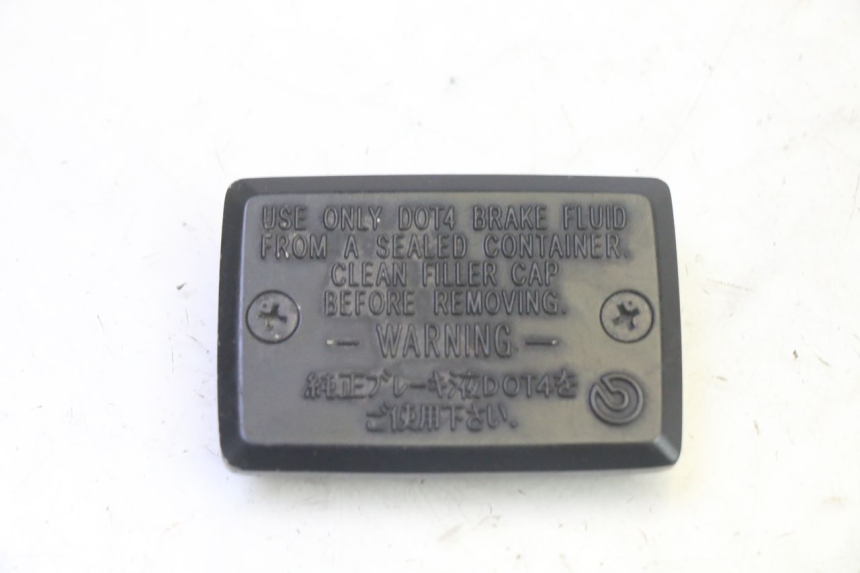 USE ONLY DOT4 BRAKE FLUID
FROM A SEALED CONTAINER.
CLEAN FILLER CAP
BEFORE REMOVING.
— WARNING —
純正ブレーキ液DOT4を
ご使用下さい.